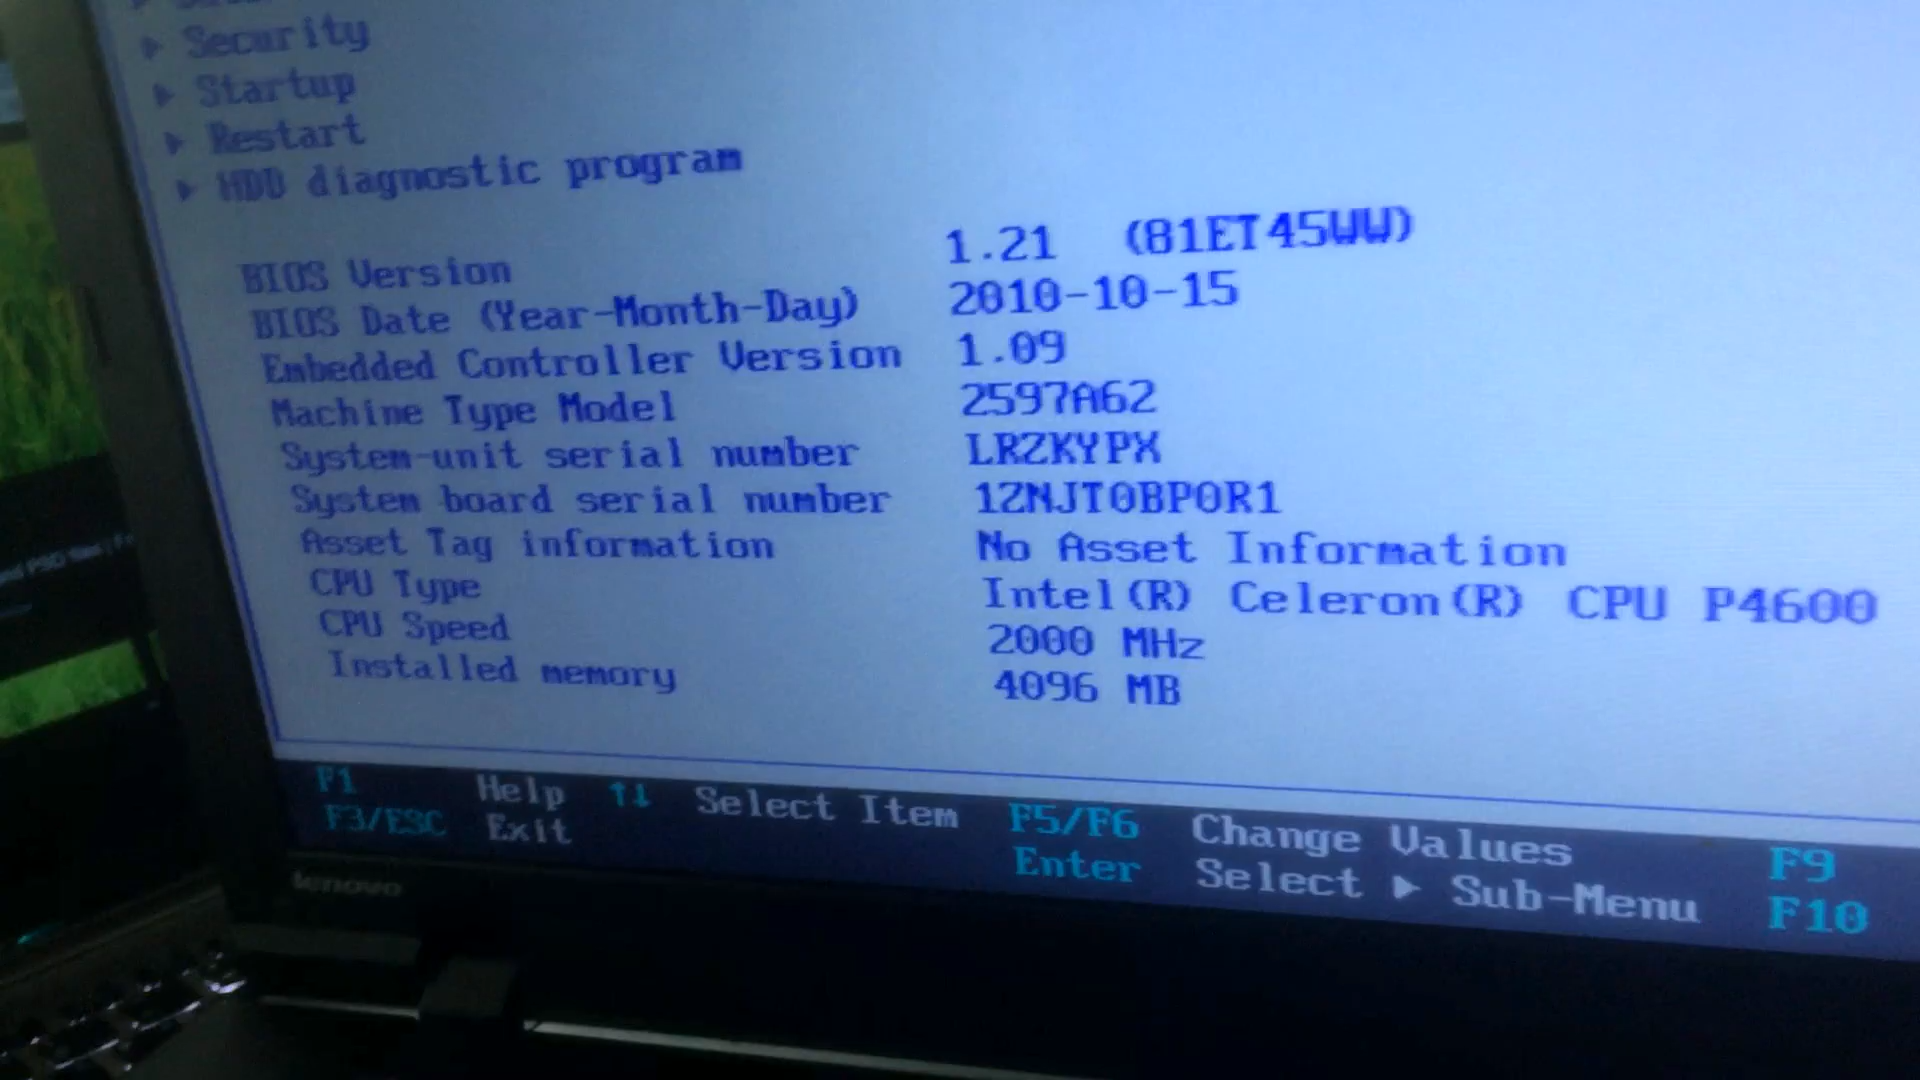 Security
Startup
Restart
HDD diagnostic program
BIOS Version 1.21 (81ET45WW)
BIOS Date (Year-Month-Day) 2010-10-15
Embedded Controller Version 1.09
Machine Type Model 2597A62
System-unit serial number LRZKYPX
System board serial number 1ZNJT0BP0R1
Asset Tag information No Asset Information
CPU Type Intel(R) Celeron(R) CPU P4600
CPU Speed 2000 MHz
Installed memory 4096 MB
F1 Help ↑↓ Select Item F5/F6 Change Values F9
F3/ESC Exit Enter Select ▶ Sub-Menu F10
lenovo